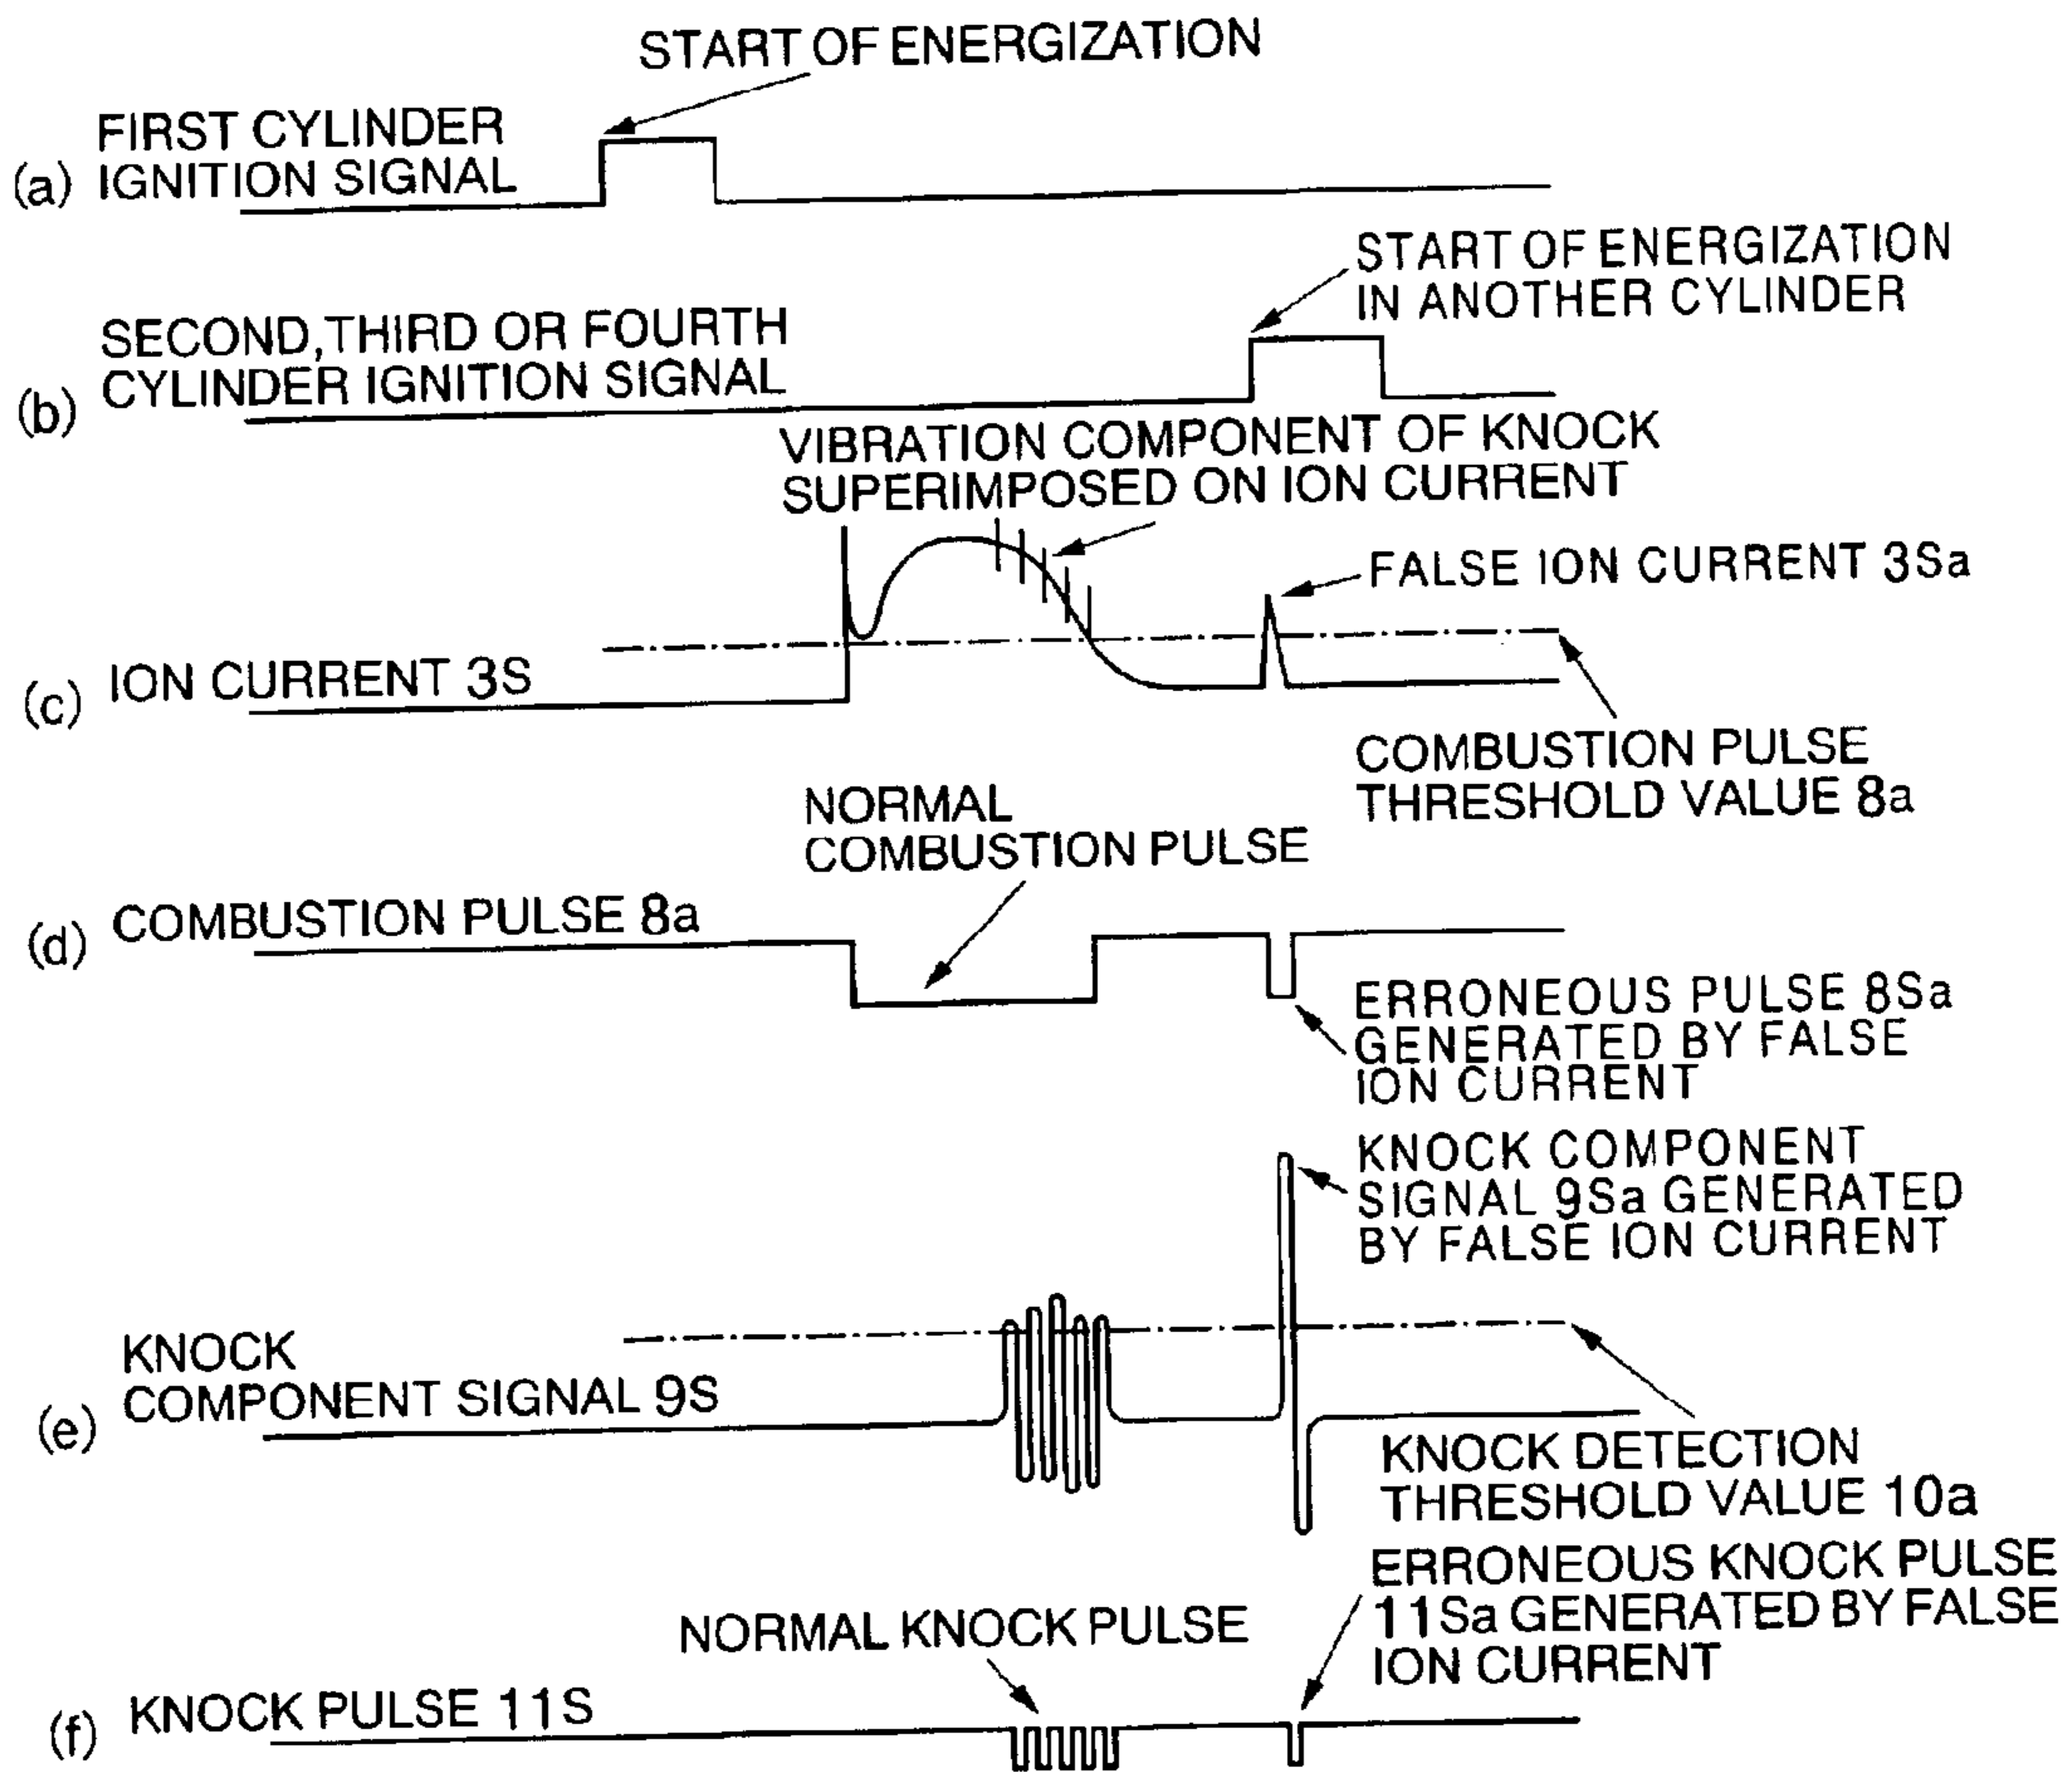 START OF ENERGIZATION
FIRST CYLINDER
(a) IGNITION SIGNAL
START OF ENERGIZATION
IN ANOTHER CYLINDER
SECOND,THIRD OR FOURTH
(b) CYLINDER IGNITION SIGNAL
VIBRATION COMPONENT OF KNOCK
SUPERIMPOSED ON ION CURRENT
FALSE ION CURRENT 3Sa
(c) ION CURRENT 3S
COMBUSTION PULSE
THRESHOLD VALUE 8a
NORMAL
COMBUSTION PULSE
(d) COMBUSTION PULSE 8a
ERRONEOUS PULSE 8Sa
GENERATED BY FALSE
ION CURRENT
KNOCK COMPONENT
SIGNAL 9Sa GENERATED
BY FALSE ION CURRENT
KNOCK
(e) COMPONENT SIGNAL 9S
KNOCK DETECTION
THRESHOLD VALUE 10a
ERRONEOUS KNOCK PULSE
11Sa GENERATED BY FALSE
ION CURRENT
NORMAL KNOCK PULSE
(f) KNOCK PULSE 11S